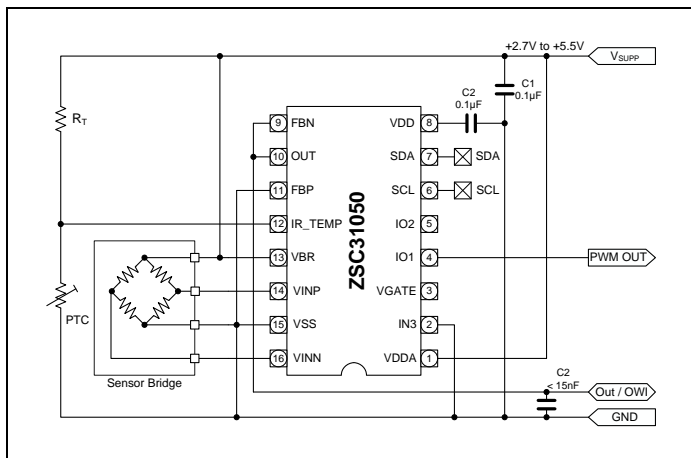 +2.7V to +5.5V
V_SUPP
C1
0.1µF
C2
0.1µF
R_T
9 FBN
VDD 8
10 OUT
SDA 7
SDA
11 FBP
SCL 6
SCL
12 IR_TEMP
IO2 5
13 VBR
IO1 4
PWM OUT
14 VINP
VGATE 3
15 VSS
IN3 2
16 VINN
VDDA 1
ZSC31050
PTC
Sensor Bridge
C2
< 15nF
Out / OWI
GND